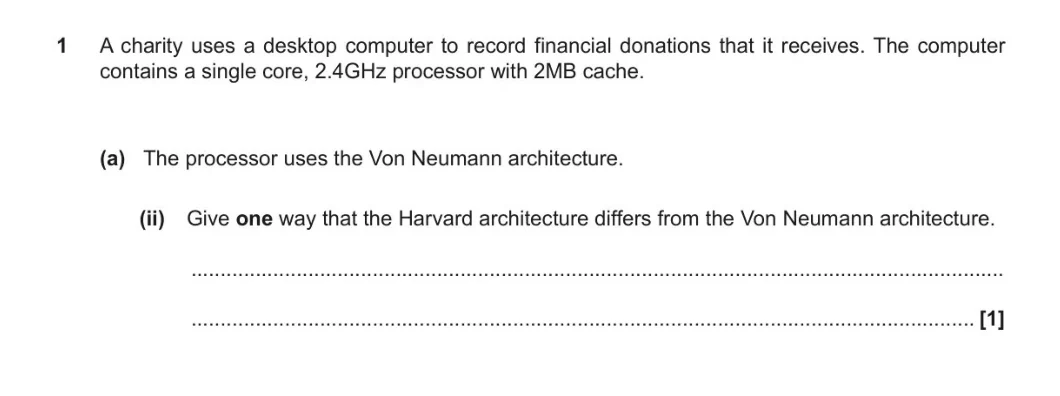 1 A charity uses a desktop computer to record financial donations that it receives. The computer
contains a single core, 2.4GHz processor with 2MB cache.
(a) The processor uses the Von Neumann architecture.
(ii) Give one way that the Harvard architecture differs from the Von Neumann architecture.
...................................................................................................................................................
.............................................................................................................................................. [1]